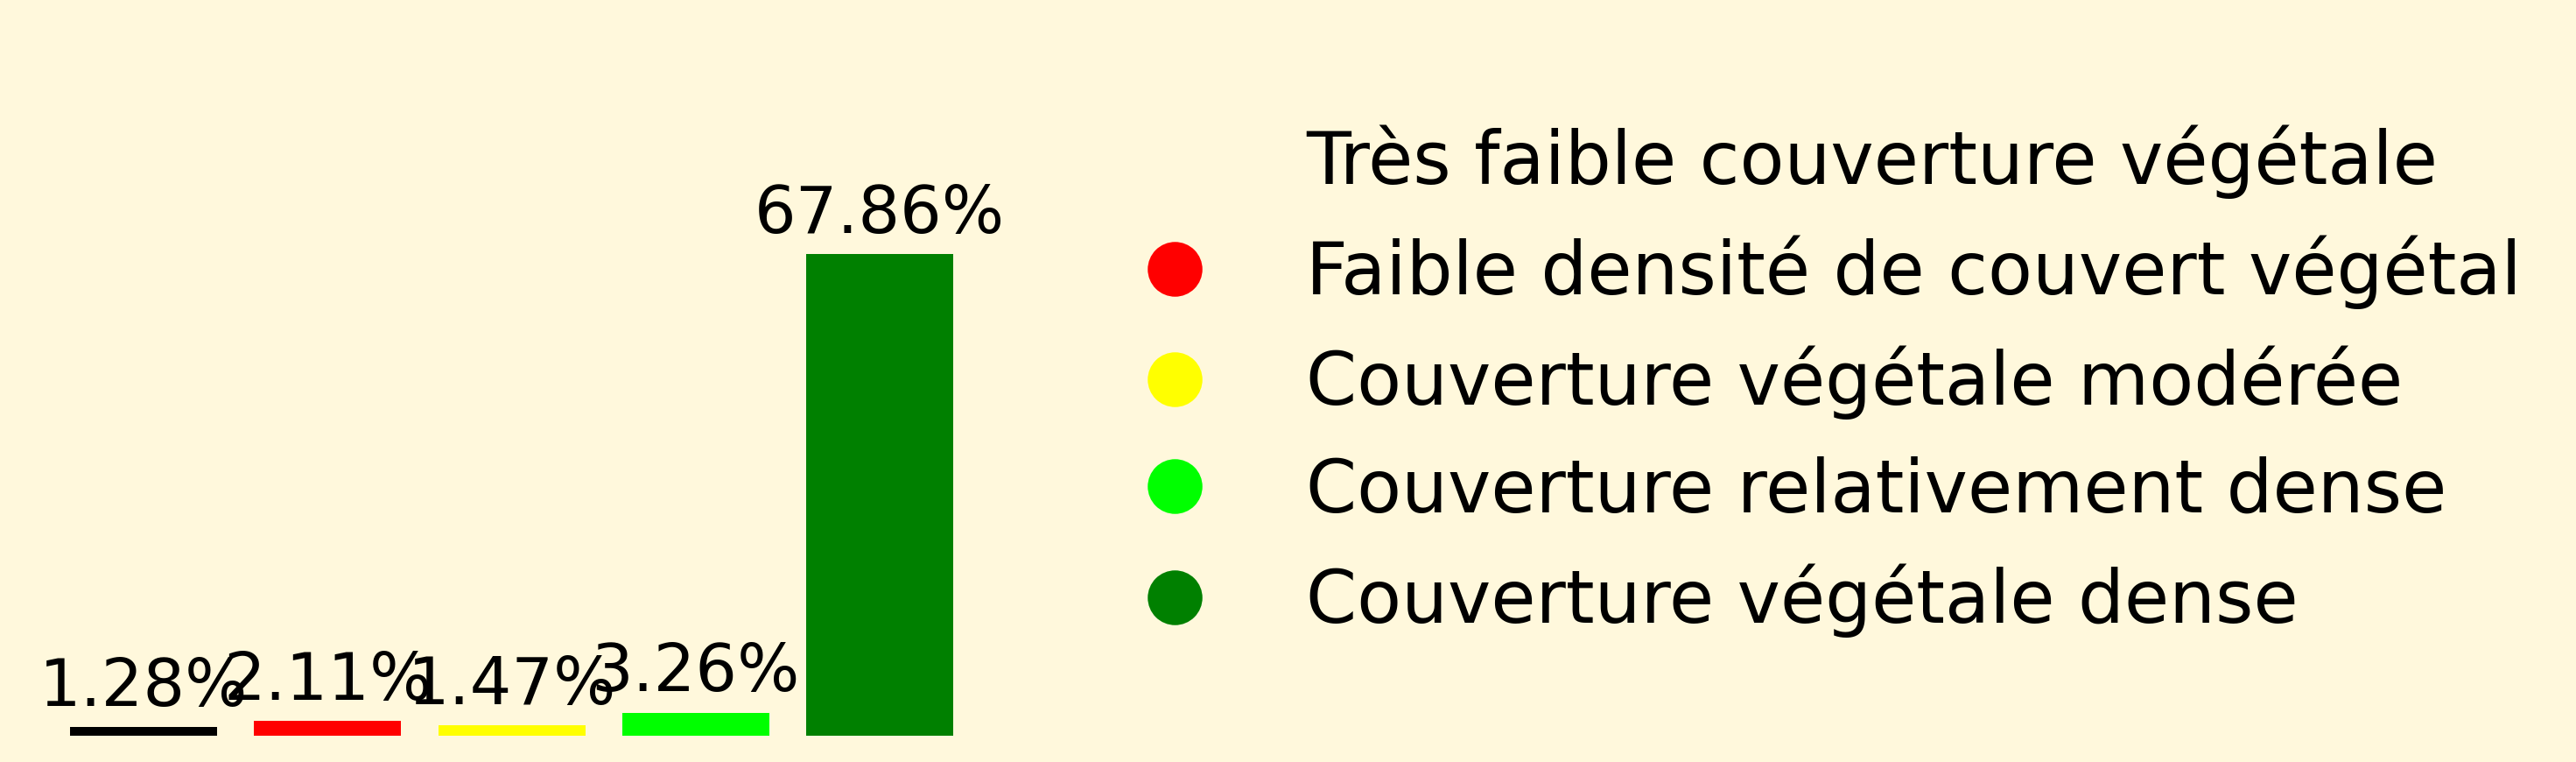 67.86%
1.28%
2.11%
1.47%
3.26%
Très faible couverture végétale
Faible densité de couvert végétal
Couverture végétale modérée
Couverture relativement dense
Couverture végétale dense